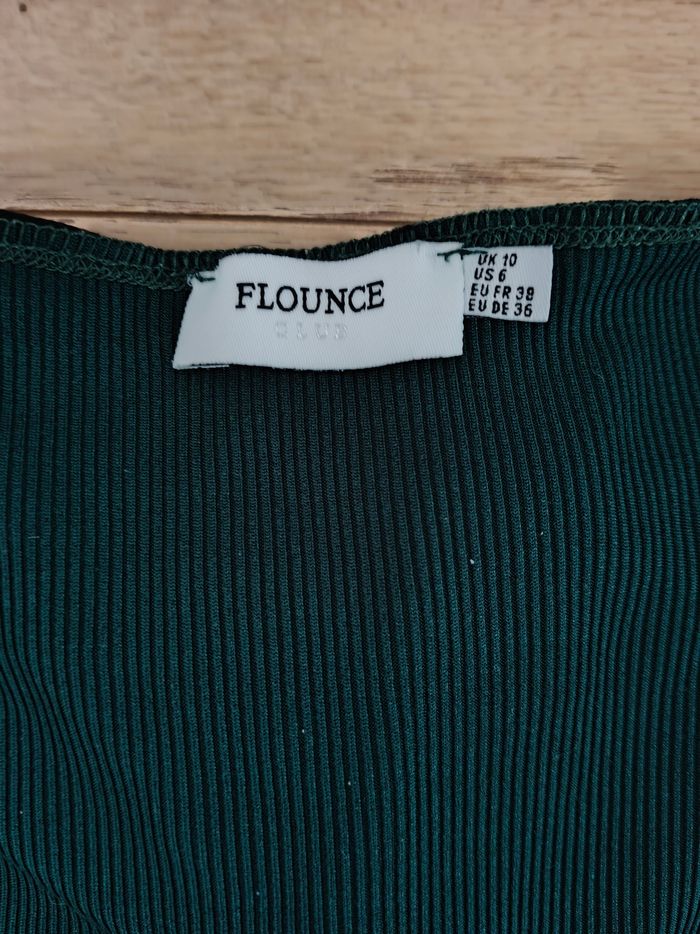 FLOUNCE
CLUB
UK 10
US 6
EU FR 38
EU DE 36